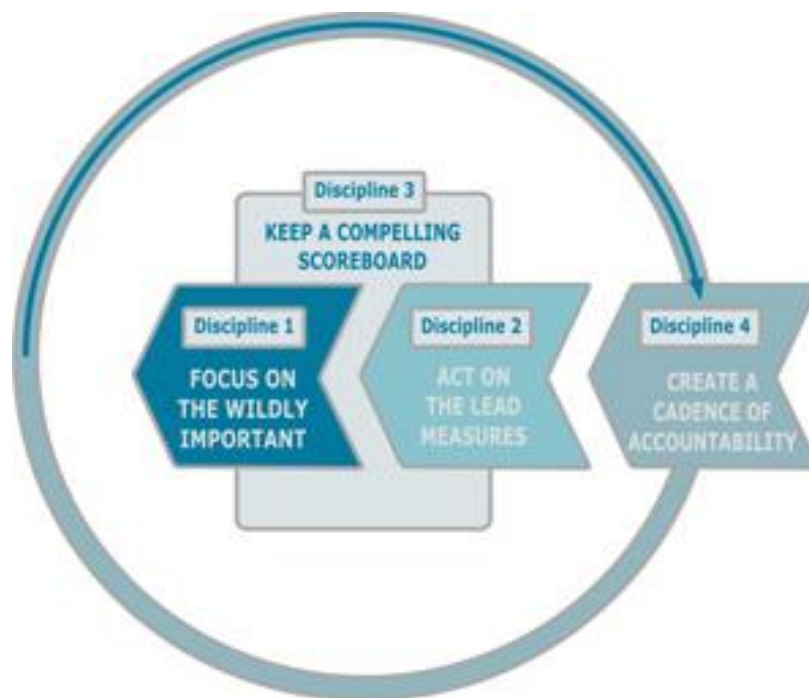 Discipline 3
KEEP A COMPELLING
SCOREBOARD
Discipline 1
FOCUS ON
THE WILDLY
IMPORTANT
Discipline 2
ACT ON
THE LEAD
MEASURES
Discipline 4
CREATE A
CADENCE OF
ACCOUNTABILITY